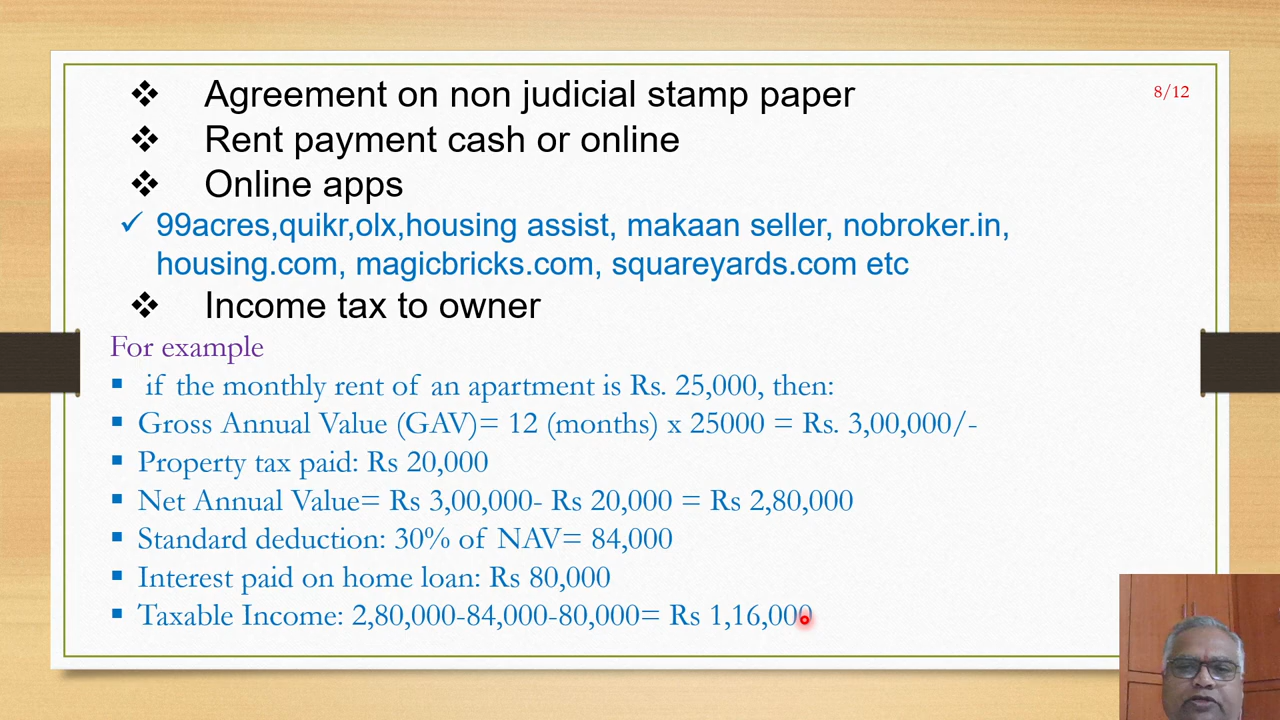 8/12
❖ Agreement on non judicial stamp paper
❖ Rent payment cash or online
❖ Online apps
✓ 99acres,quikr,olx,housing assist, makaan seller, nobroker.in,
housing.com, magicbricks.com, squareyards.com etc
❖ Income tax to owner
For example
▪ if the monthly rent of an apartment is Rs. 25,000, then:
▪ Gross Annual Value (GAV)= 12 (months) x 25000 = Rs. 3,00,000/-
▪ Property tax paid: Rs 20,000
▪ Net Annual Value= Rs 3,00,000- Rs 20,000 = Rs 2,80,000
▪ Standard deduction: 30% of NAV= 84,000
▪ Interest paid on home loan: Rs 80,000
▪ Taxable Income: 2,80,000-84,000-80,000= Rs 1,16,000